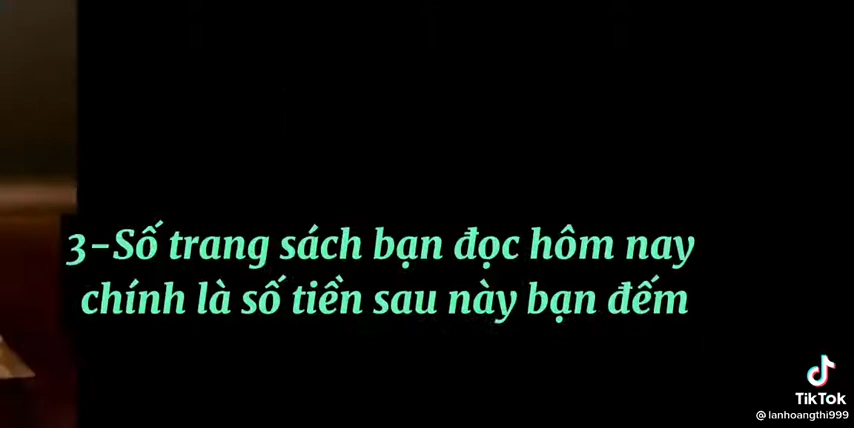 3-Số trang sách bạn đọc hôm nay
chính là số tiền sau này bạn đếm
TikTok
@lanhoangthi999